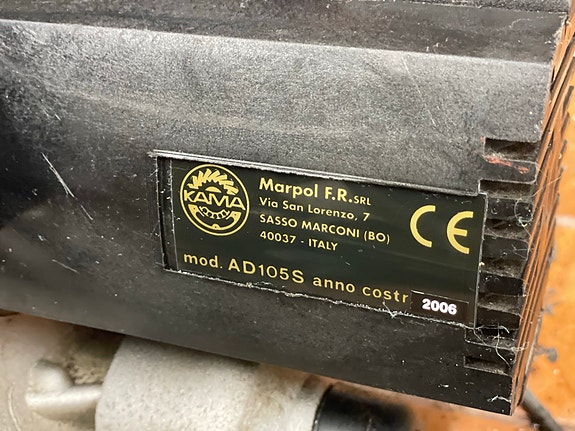 KAMA
Marpol F.R. SRL
Via San Lorenzo, 7
SASSO MARCONI (BO)
40037 - ITALY
CE
mod. AD105S anno costr. 2006